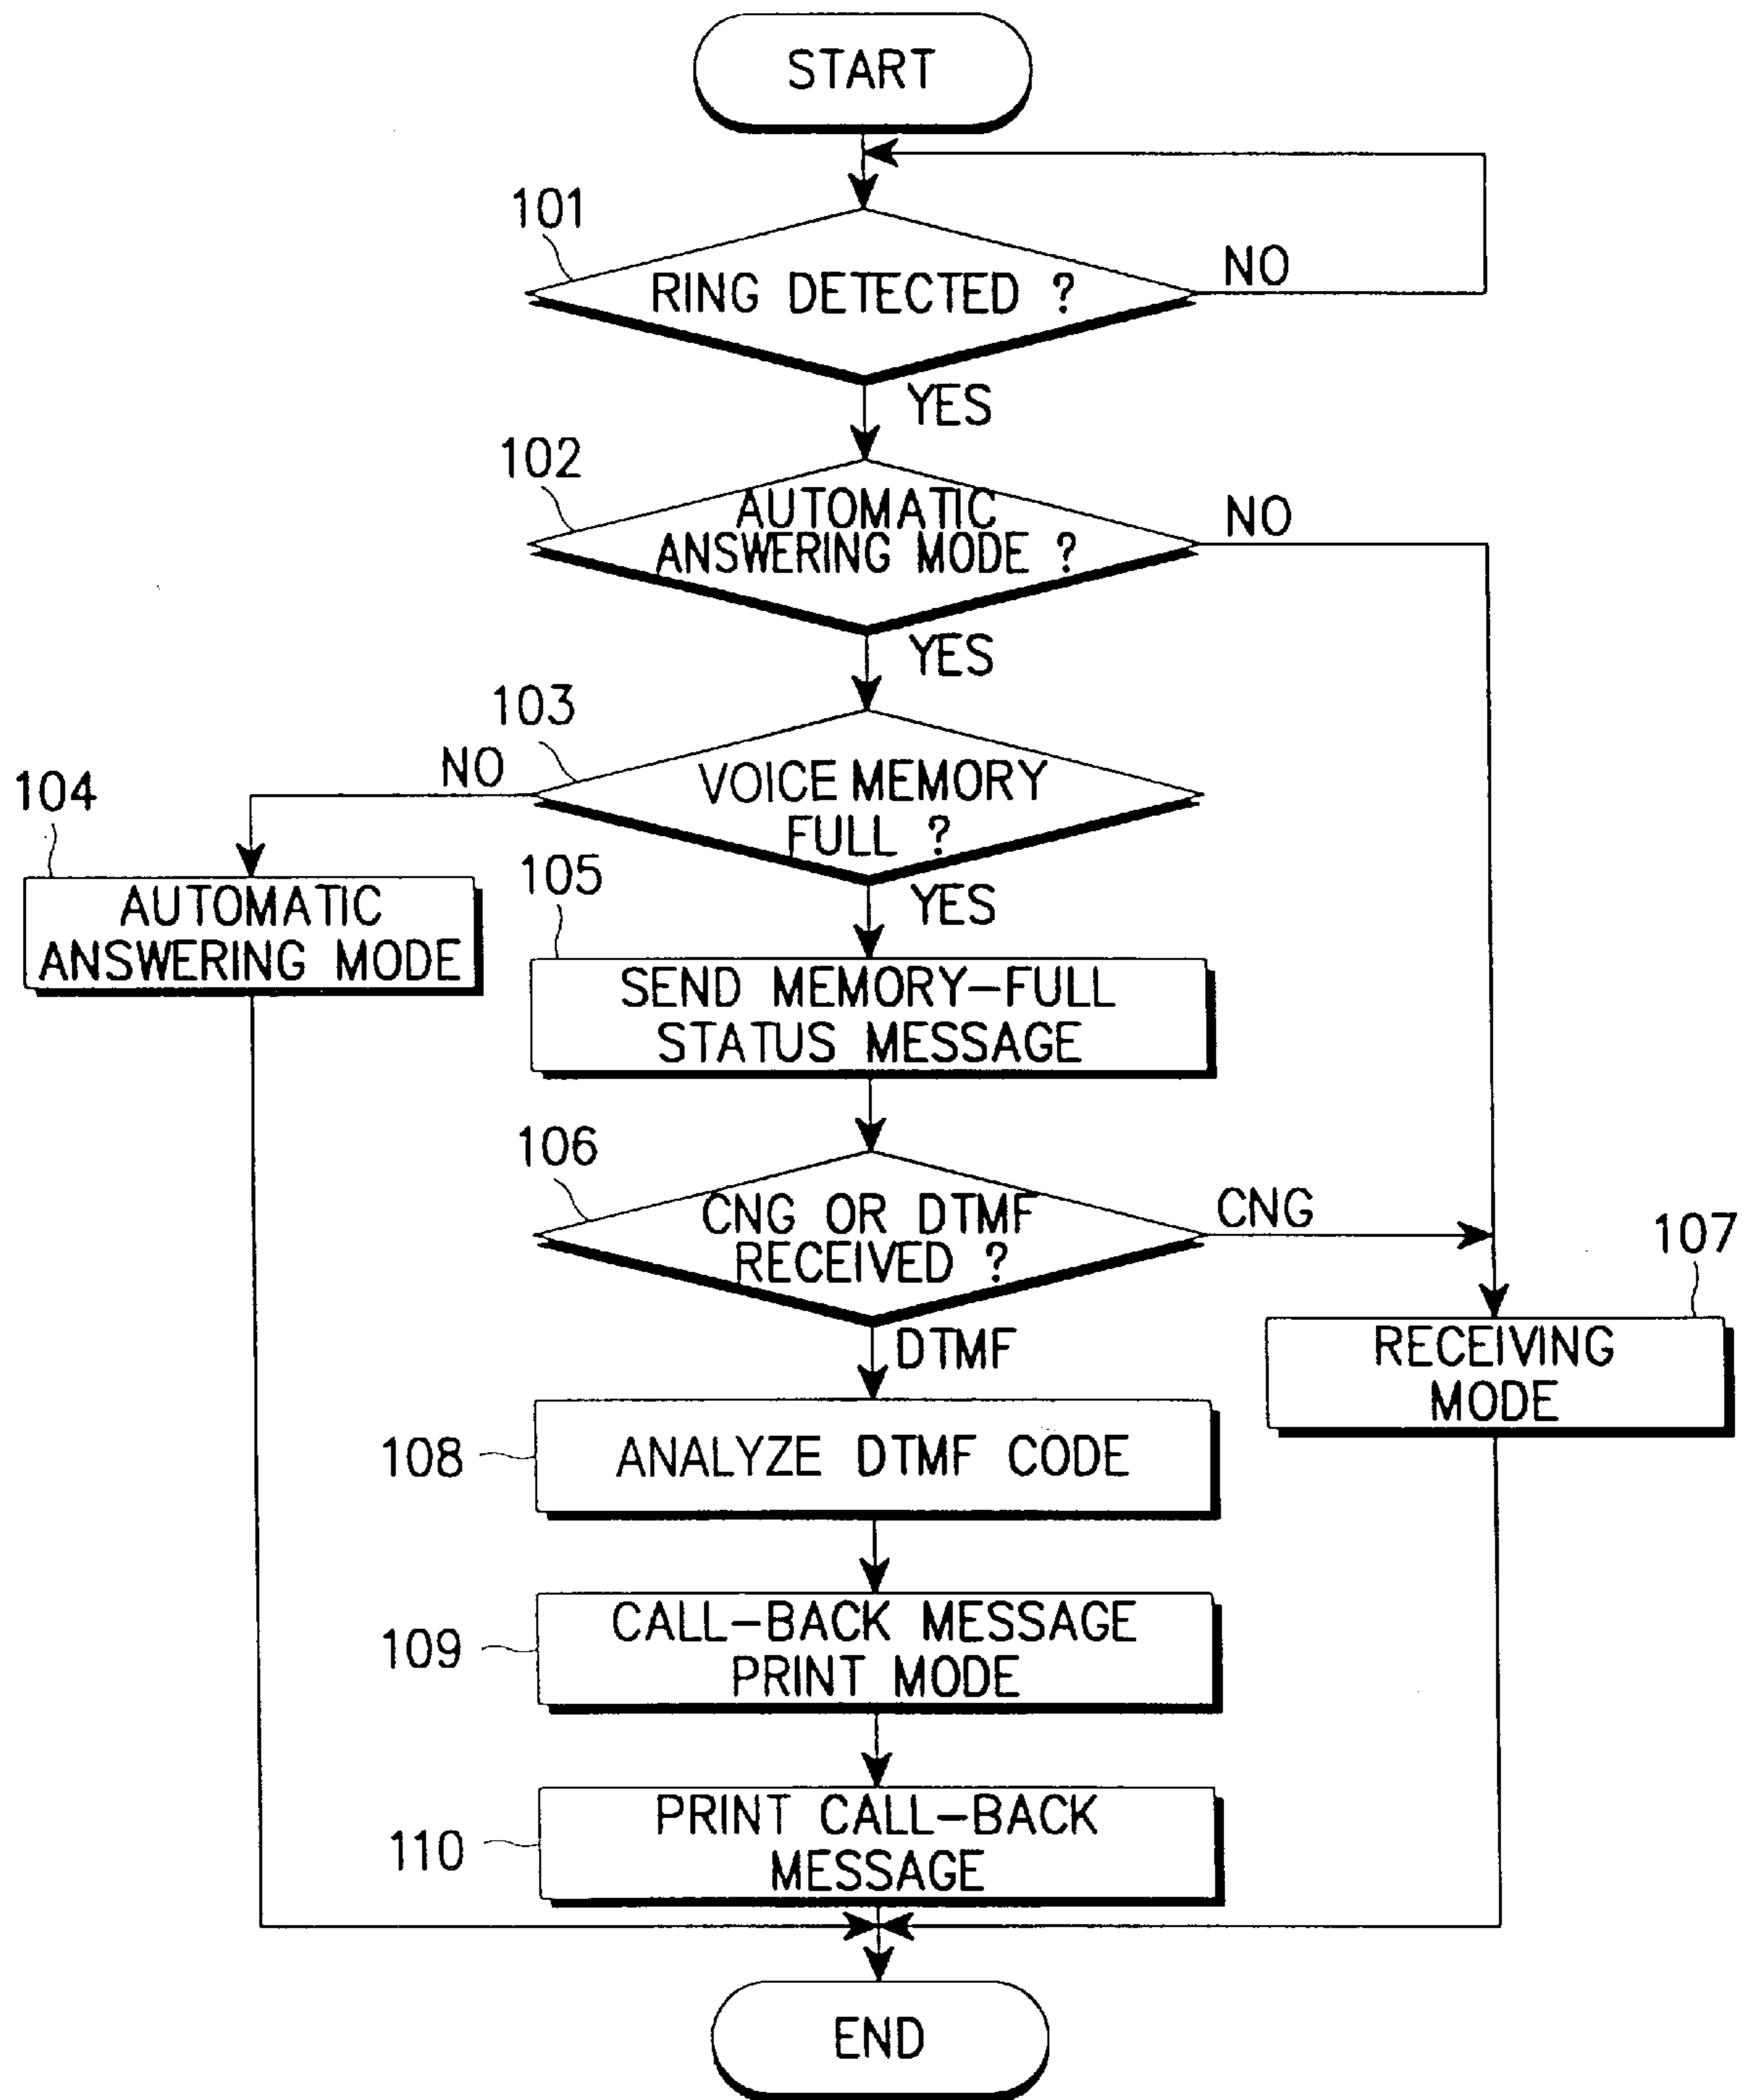 START
101
RING DETECTED ?
NO
YES
102
AUTOMATIC
ANSWERING MODE ?
NO
YES
103
NO
VOICE MEMORY
FULL ?
YES
104
AUTOMATIC
ANSWERING MODE
105
SEND MEMORY-FULL
STATUS MESSAGE
106
CNG OR DTMF
RECEIVED ?
CNG
DTMF
107
RECEIVING
MODE
108
ANALYZE DTMF CODE
109
CALL-BACK MESSAGE
PRINT MODE
110
PRINT CALL-BACK
MESSAGE
END